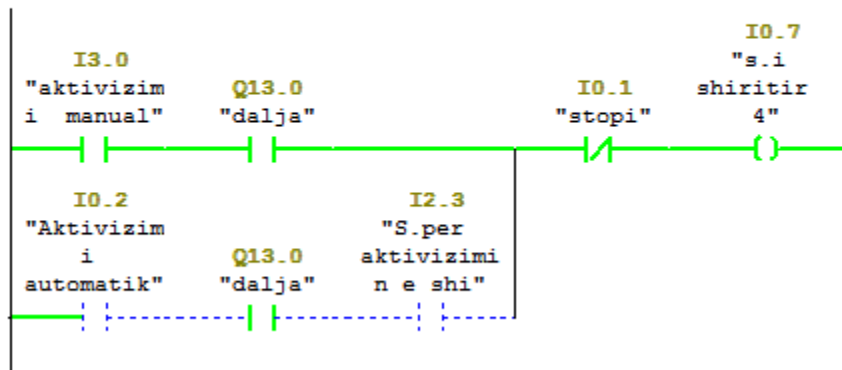 I0.7
I3.0 "s.i
"aktivizim Q13.0 I0.1 shiritir
i manual" "dalja" "stopi" 4"
I0.2 I2.3
"Aktivizim "S.per
i Q13.0 aktivizimi
automatik" "dalja" n e shi"